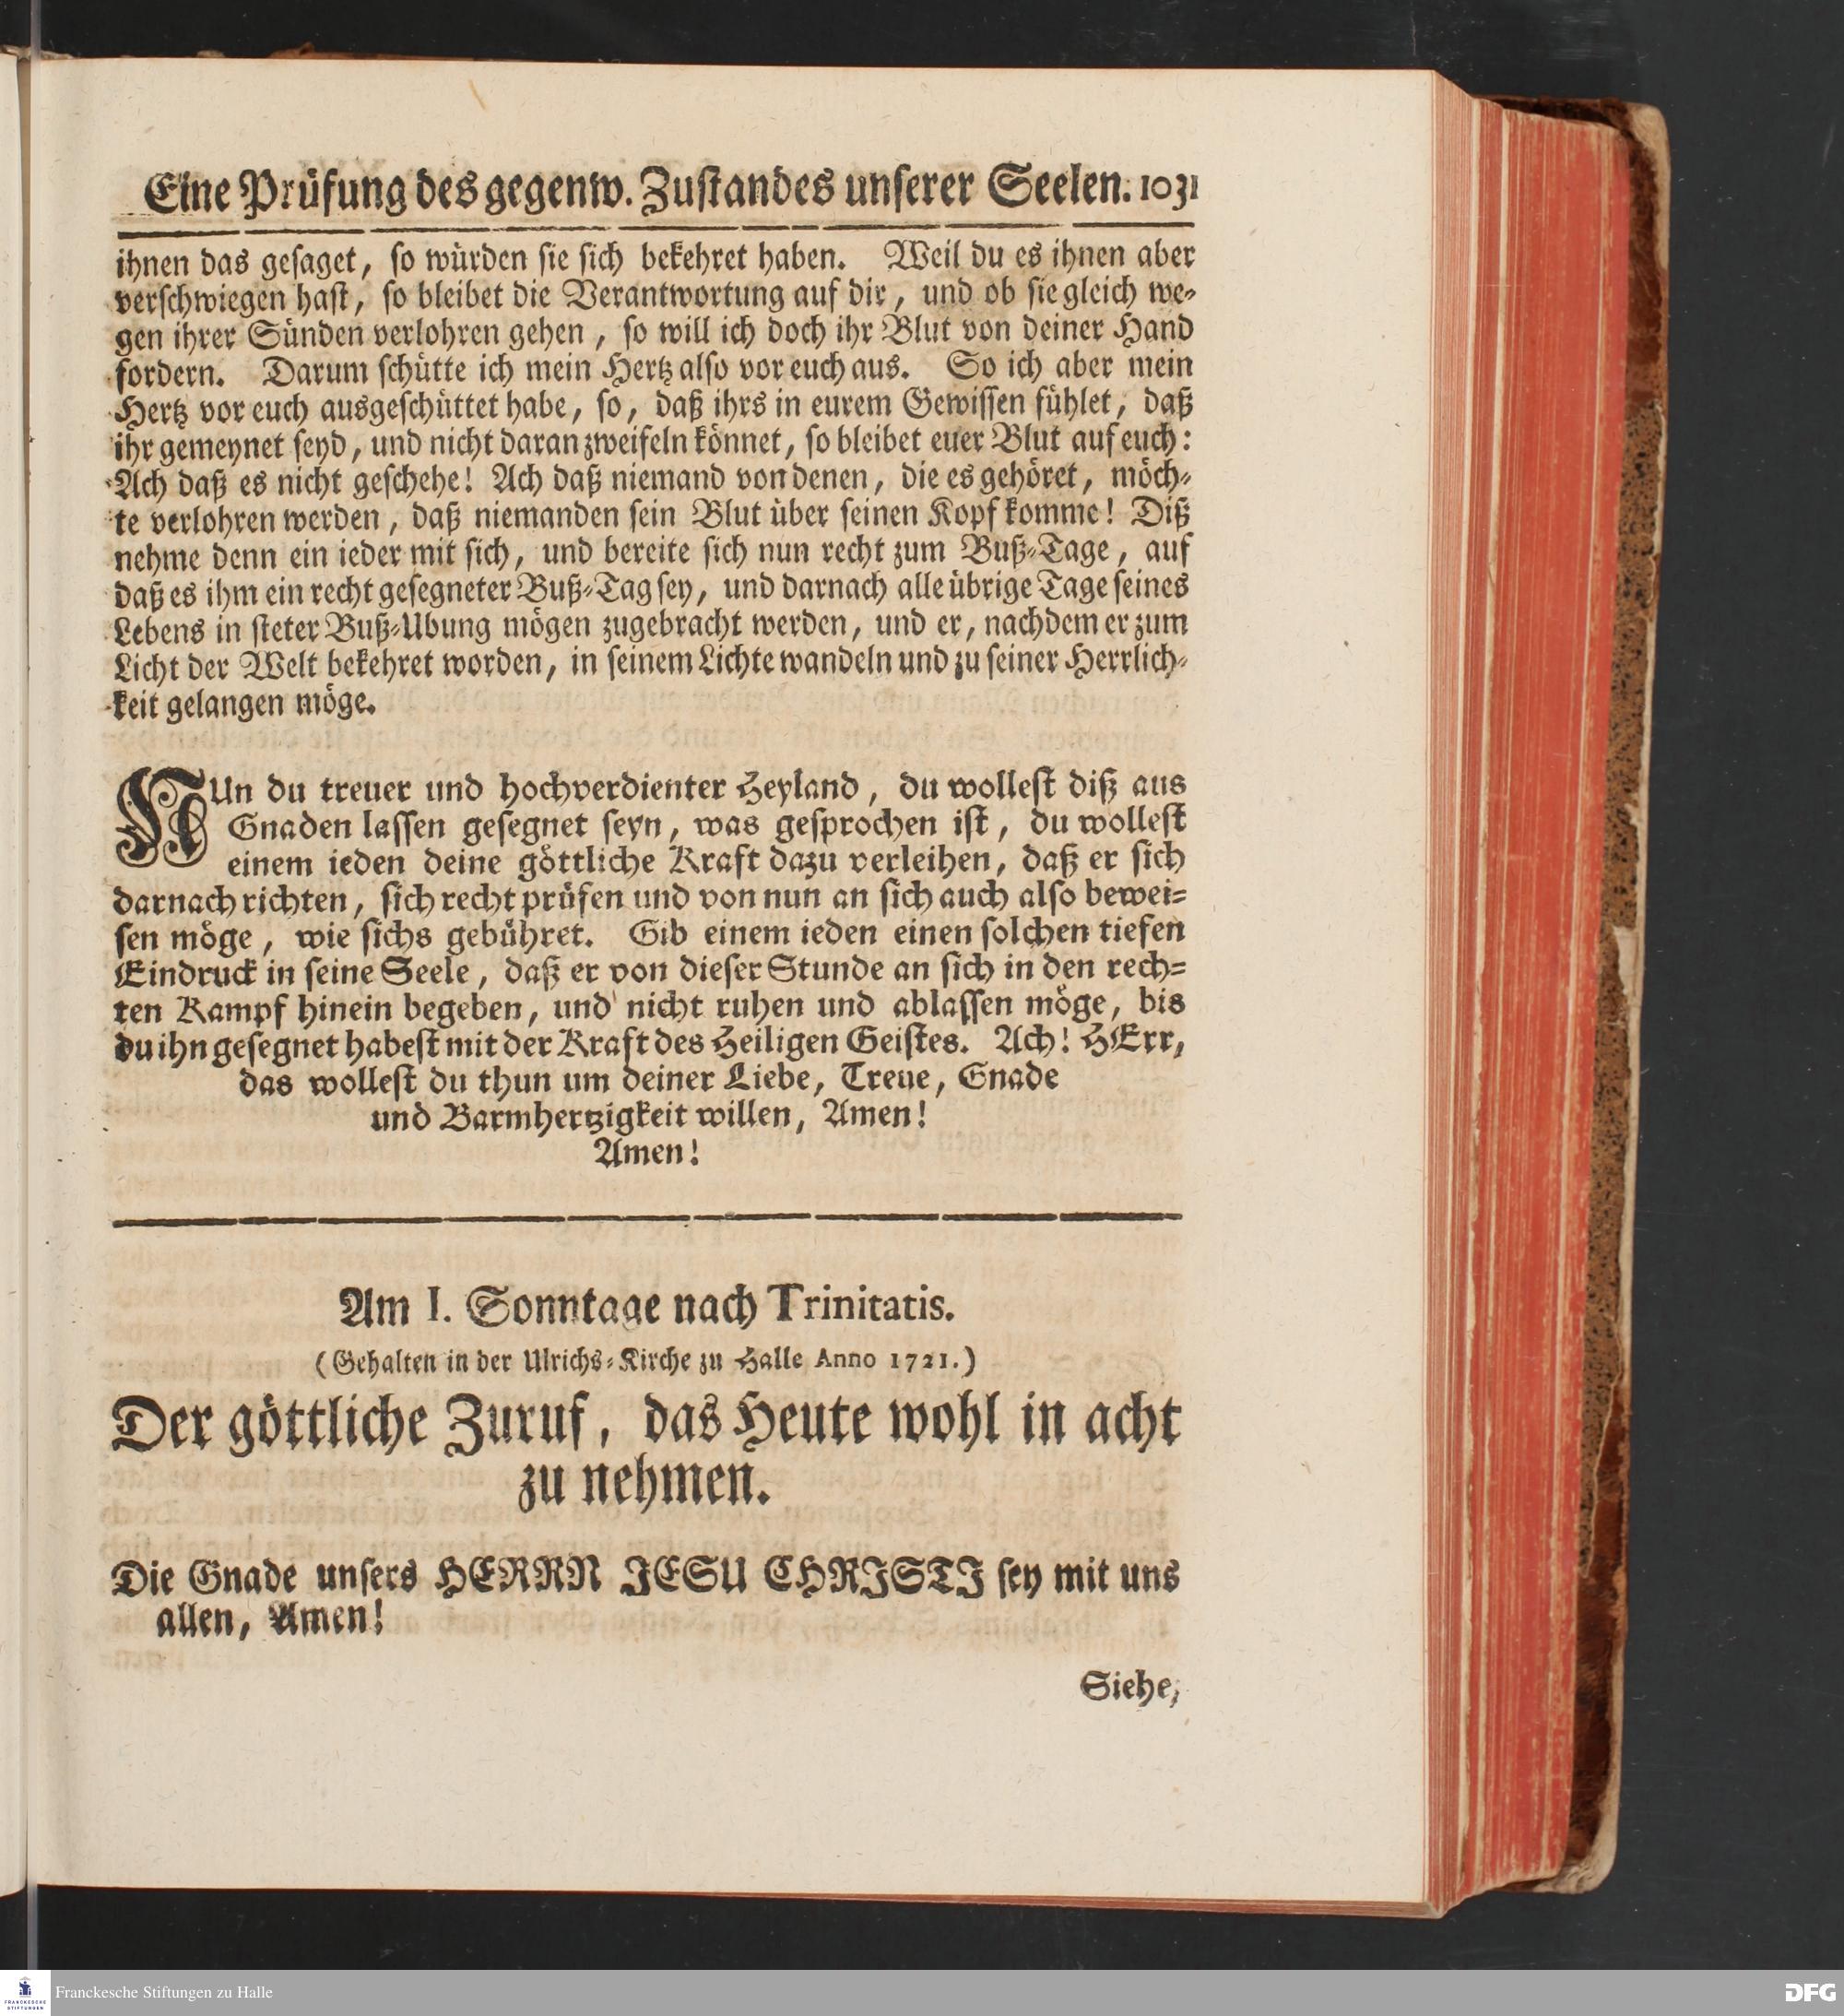 Eine Prüfung des gegenw. Zustandes unserer Seelen. 1031
ihnen das gesaget, so würden sie sich bekehret haben. Weil du es ihnen aber
verschwiegen hast, so bleibet die Verantwortung auf dir, und ob sie gleich we-
gen ihrer Sünden verlohren gehen, so will ich doch ihr Blut von deiner Hand
fordern. Darum schütte ich mein Hertz also vor euch aus. So ich aber mein
Hertz vor euch ausgeschüttet habe, so, daß ihrs in eurem Gewissen fühlet, daß
ihr gemeynet seyd, und nicht daran zweifeln könnet, so bleibet euer Blut auf euch:
Ach daß es nicht geschehe! Ach daß niemand von denen, die es gehöret, möch-
te verlohren werden, daß niemanden sein Blut über seinen Kopf komme! Diß
nehme denn ein ieder mit sich, und bereite sich nun recht zum Buß-Tage, auf
daß es ihm ein recht gesegneter Buß-Tag sey, und darnach alle übrige Tage seines
Lebens in steter Buß-Ubung mögen zugebracht werden, und er, nachdem er zum
Licht der Welt bekehret worden, in seinem Lichte wandeln und zu seiner Herrlich-
keit gelangen möge.
NUn du treuer und hochverdienter Heyland, du wollest diß aus
Gnaden lassen gesegnet seyn, was gesprochen ist, du wollest
einem ieden deine göttliche Kraft dazu verleihen, daß er sich
darnach richten, sich recht prüfen und von nun an sich auch also bewei-
sen möge, wie sichs gebühret. Gib einem ieden einen solchen tiefen
Eindruck in seine Seele, daß er von dieser Stunde an sich in den rech-
ten Kampf hinein begeben, und nicht ruhen und ablassen möge, bis
du ihn gesegnet habest mit der Kraft des Heiligen Geistes. Ach! HErr,
das wollest du thun um deiner Liebe, Treue, Gnade
und Barmhertzigkeit willen, Amen!
Amen!
Am I. Sonntage nach Trinitatis.
(Gehalten in der Ulrichs-Kirche zu Halle Anno 1721.)
Der göttliche Zuruf, das Heute wohl in acht
zu nehmen.
Die Gnade unsers HERRN JESU CHRISTI sey mit uns
allen, Amen!
Siehe,
FRANCKESCHE
STIFTUNGEN
Franckesche Stiftungen zu Halle
DFG